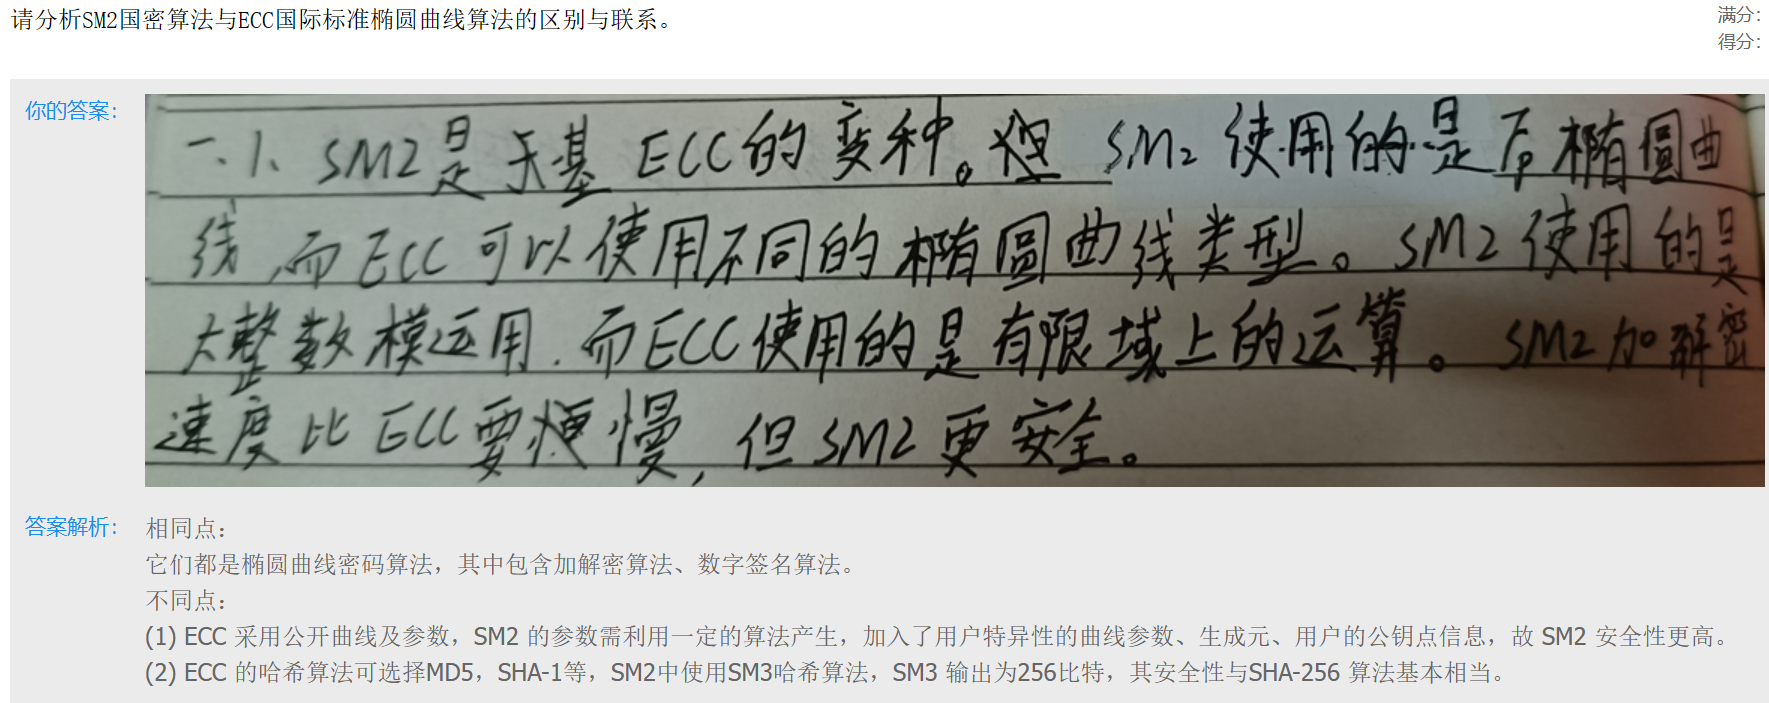 请分析SM2国密算法与ECC国际标准椭圆曲线算法的区别与联系。
满分：
得分：
你的答案：
一.1、SM2是 基 ECC的变种。但 SM2 使用的是 椭圆曲
线,而ECC可以使用不同的椭圆曲线类型。SM2使用的是
大整数模运用.而ECC使用的是有限域上的运算。SM2加解密
速度比ECC要 慢,但SM2更安全。
答案解析：
相同点：
它们都是椭圆曲线密码算法，其中包含加解密算法、数字签名算法。
不同点：
(1) ECC 采用公开曲线及参数，SM2 的参数需利用一定的算法产生，加入了用户特异性的曲线参数、生成元、用户的公钥点信息，故 SM2 安全性更高。
(2) ECC 的哈希算法可选择MD5，SHA-1等，SM2中使用SM3哈希算法，SM3 输出为256比特，其安全性与SHA-256 算法基本相当。